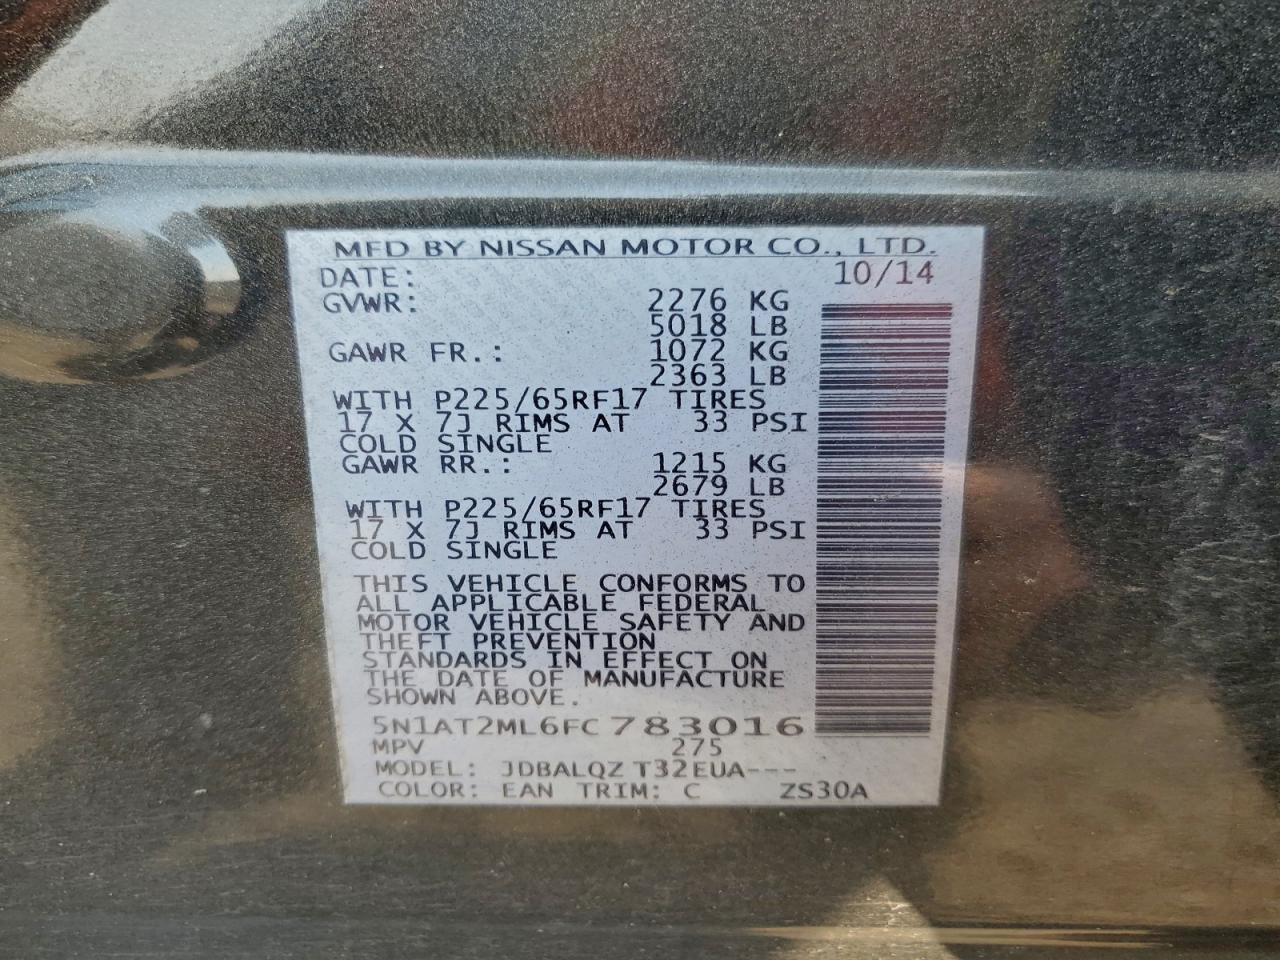 MFD BY NISSAN MOTOR CO., LTD.
DATE: 10/14
GVWR: 2276 KG
5018 LB
GAWR FR.: 1072 KG
2363 LB
WITH P225/65RF17 TIRES
17 X 7J RIMS AT 33 PSI
COLD SINGLE
GAWR RR.: 1215 KG
2679 LB
WITH P225/65RF17 TIRES
17 X 7J RIMS AT 33 PSI
COLD SINGLE
THIS VEHICLE CONFORMS TO
ALL APPLICABLE FEDERAL
MOTOR VEHICLE SAFETY AND
THEFT PREVENTION
STANDARDS IN EFFECT ON
THE DATE OF MANUFACTURE
SHOWN ABOVE.
5N1AT2ML6FC783016
MPV 275
MODEL: JDBALQZ T32EUA---
COLOR: EAN TRIM: C ZS30A